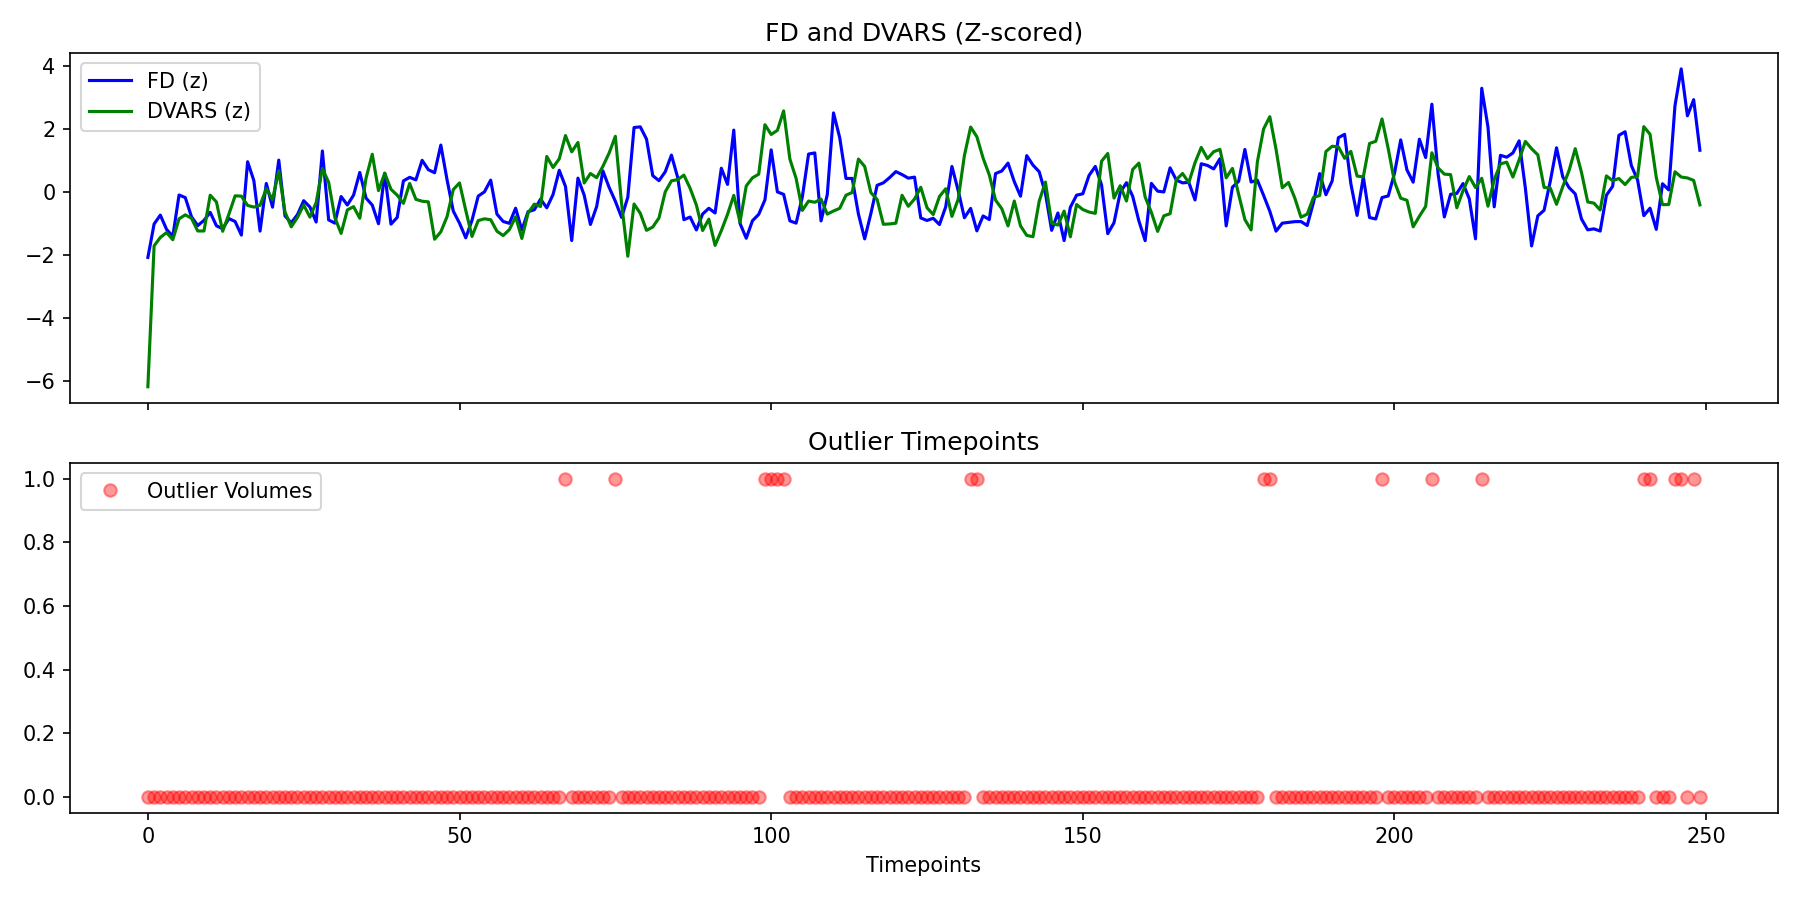 FD and DVARS (Z-scored)
FD (z)
DVARS (z)
4
2
0
−2
−4
−6
Outlier Timepoints
Outlier Volumes
1.0
0.8
0.6
0.4
0.2
0.0
0 50 100 150 200 250
Timepoints